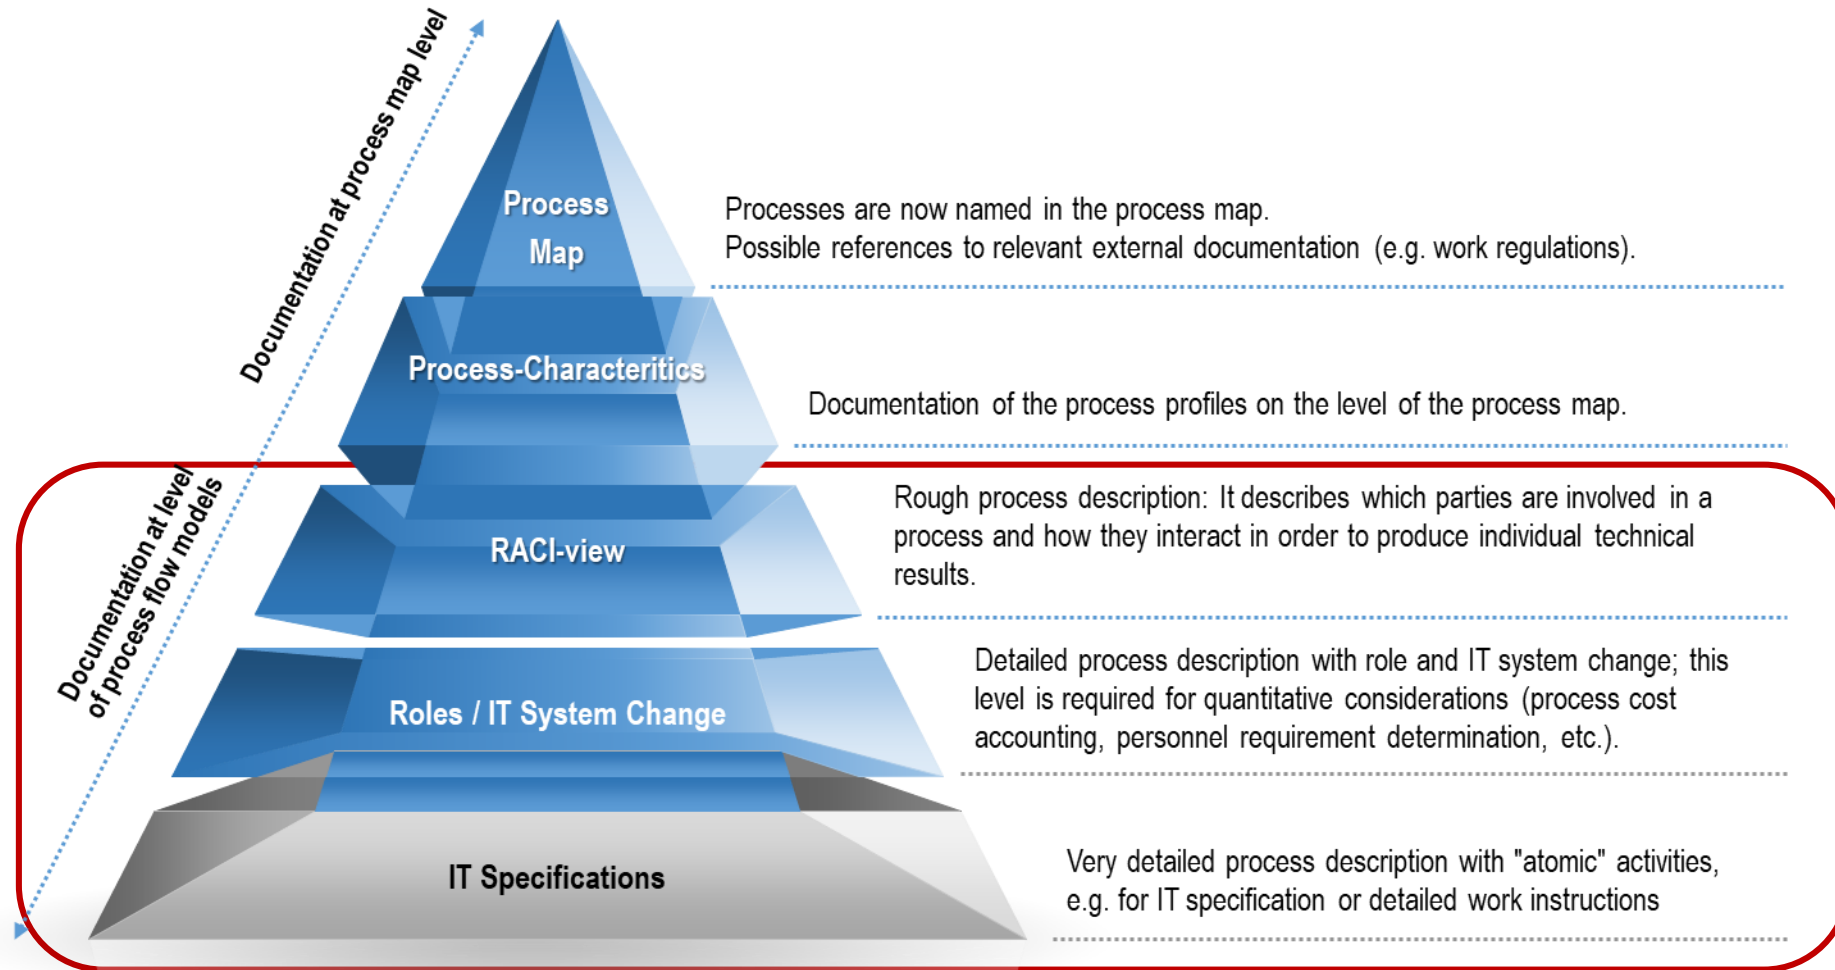 Documentation at process map level
Process
Map
Processes are now named in the process map.
Possible references to relevant external documentation (e.g. work regulations).
Process-Characteritics
Documentation of the process profiles on the level of the process map.
Documentation at level
of process flow models
RACI-view
Rough process description: It describes which parties are involved in a
process and how they interact in order to produce individual technical
results.
Roles / IT System Change
Detailed process description with role and IT system change; this
level is required for quantitative considerations (process cost
accounting, personnel requirement determination, etc.).
IT Specifications
Very detailed process description with "atomic" activities,
e.g. for IT specification or detailed work instructions